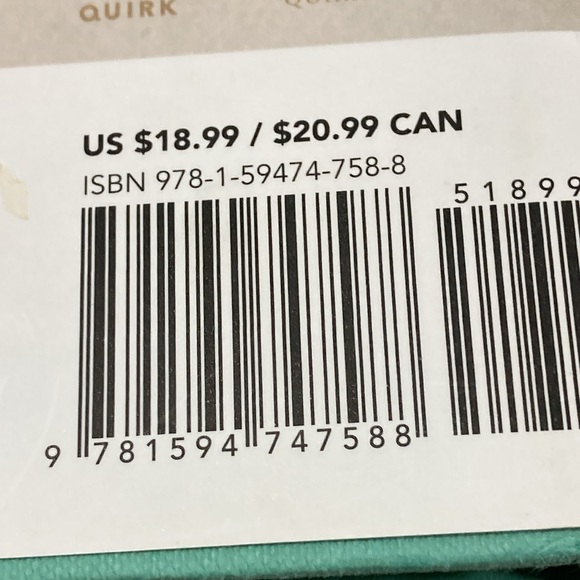 QUIRK
US $18.99 / $20.99 CAN
ISBN 978-1-59474-758-8
51899
9 781594 747588